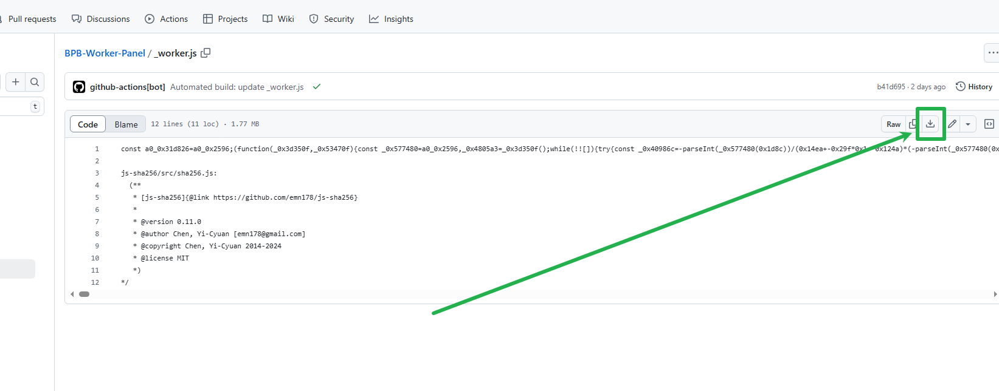 Pull requests Discussions Actions Projects Wiki Security Insights
BPB-Worker-Panel / _worker.js
github-actions[bot] Automated build: update _worker.js b41d695 · 2 days ago History
t
Code Blame 12 lines (11 loc) · 1.77 MB Raw
1 const a0_0x31d826=a0_0x2596;(function(_0x3d350f,_0x53470f){const _0x577480=a0_0x2596,_0x4805a3=_0x3d350f();while(!![]){try{const _0x40986c=-parseInt(_0x577480(0x1d8c))/(0x14ea+-0x29f*0x1 0x124a)*(-parseInt(_0x577480(0x
2
3 js-sha256/src/sha256.js:
4 (**
5 * [js-sha256]{@link https://github.com/emn178/js-sha256}
6 *
7 * @version 0.11.0
8 * @author Chen, Yi-Cyuan [emn178@gmail.com]
9 * @copyright Chen, Yi-Cyuan 2014-2024
10 * @license MIT
11 *)
12 */